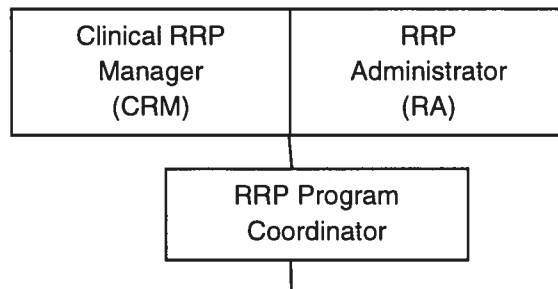 Clinical RRP
Manager
(CRM)
RRP
Administrator
(RA)
RRP Program
Coordinator